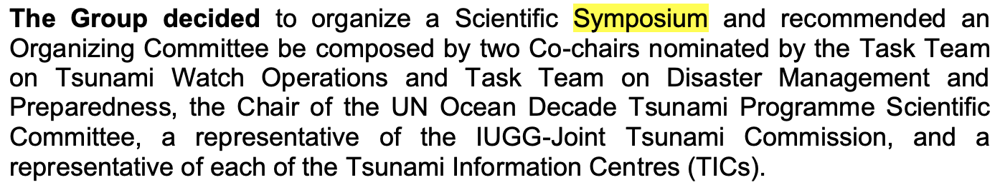 The Group decided to organize a Scientific Symposium and recommended an
Organizing Committee be composed by two Co-chairs nominated by the Task Team
on Tsunami Watch Operations and Task Team on Disaster Management and
Preparedness, the Chair of the UN Ocean Decade Tsunami Programme Scientific
Committee, a representative of the IUGG-Joint Tsunami Commission, and a
representative of each of the Tsunami Information Centres (TICs).